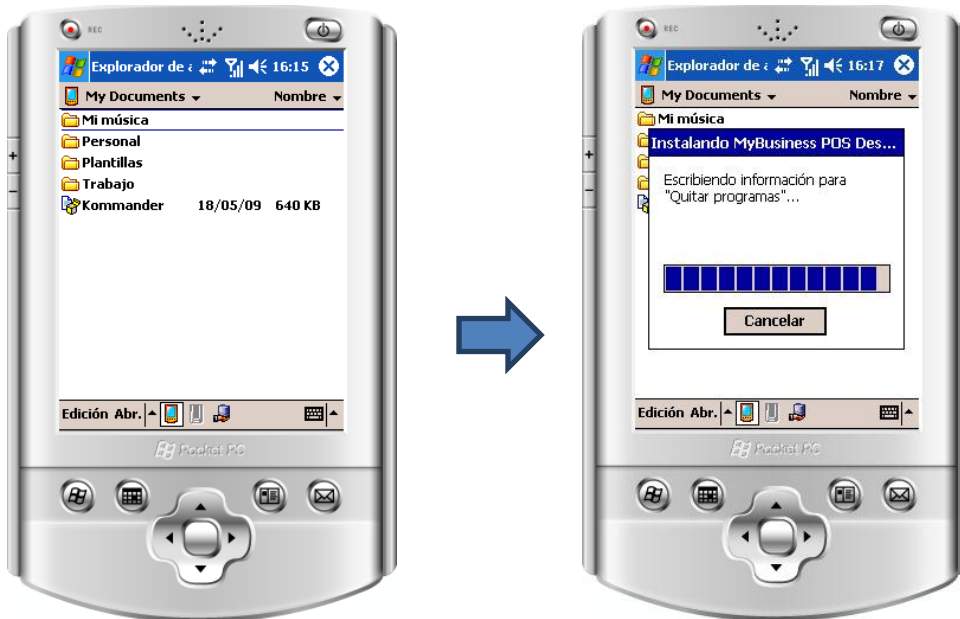 REC
Explorador de a 16:15
My Documents Nombre
Mi música
Personal
Plantillas
Trabajo
Kommander 18/05/09 640 KB
Edición Abr.
Pocket PC
+
-
REC
Explorador de a 16:17
My Documents Nombre
Mi música
Instalando MyBusiness POS Des...
Escribiendo información para
"Quitar programas"...
Cancelar
Edición Abr.
Pocket PC
+
-